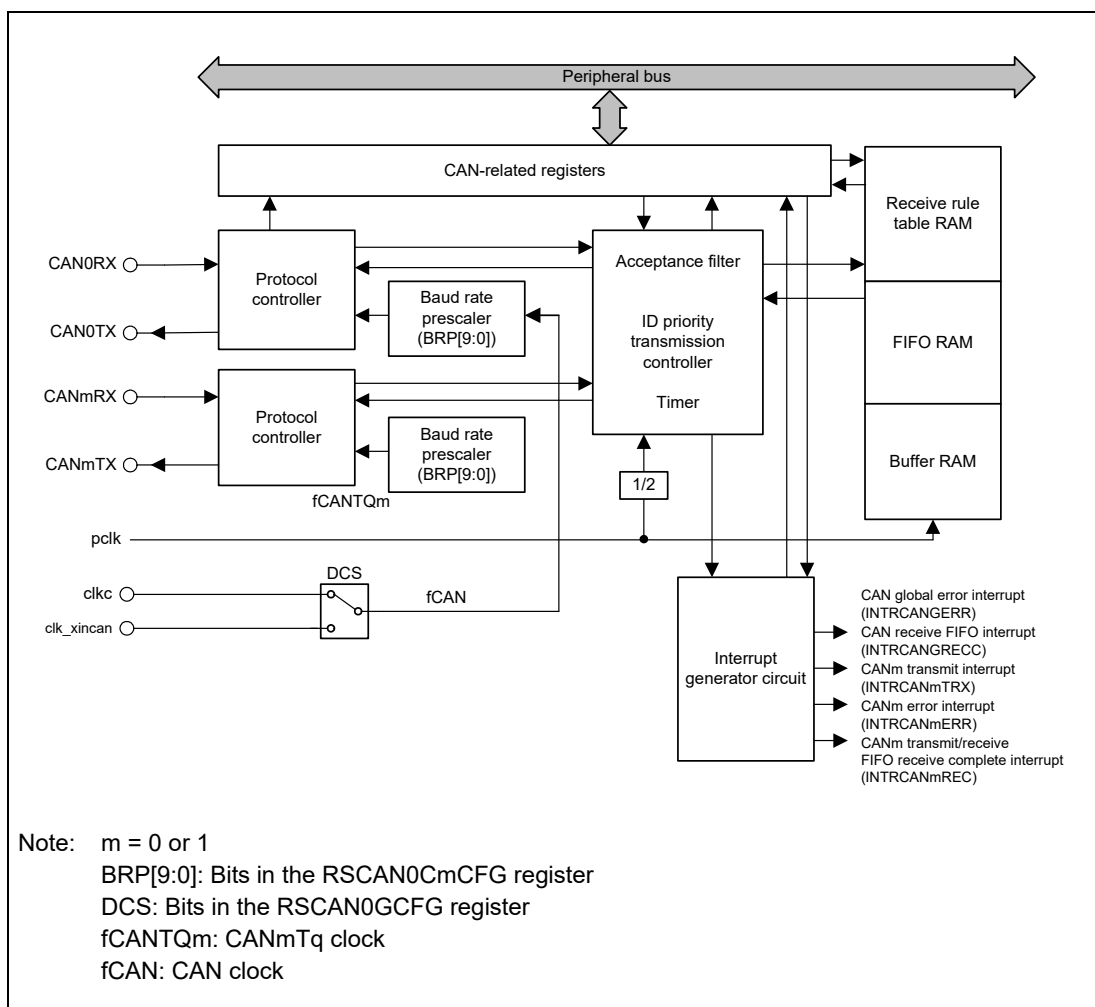 Peripheral bus
CAN-related registers
Receive rule
table RAM
FIFO RAM
Buffer RAM
CAN0RX
CAN0TX
CANmRX
CANmTX
Protocol
controller
Baud rate
prescaler
(BRP[9:0])
Protocol
controller
Baud rate
prescaler
(BRP[9:0])
fCANTQm
Acceptance filter
ID priority
transmission
controller
Timer
1/2
pclk
clkc
clk_xincan
DCS
fCAN
Interrupt
generator circuit
CAN global error interrupt
(INTRCANGERR)
CAN receive FIFO interrupt
(INTRCANGRECC)
CANm transmit interrupt
(INTRCANmTRX)
CANm error interrupt
(INTRCANmERR)
CANm transmit/receive
FIFO receive complete interrupt
(INTRCANmREC)
Note: m = 0 or 1
BRP[9:0]: Bits in the RSCAN0CmCFG register
DCS: Bits in the RSCAN0GCFG register
fCANTQm: CANmTq clock
fCAN: CAN clock